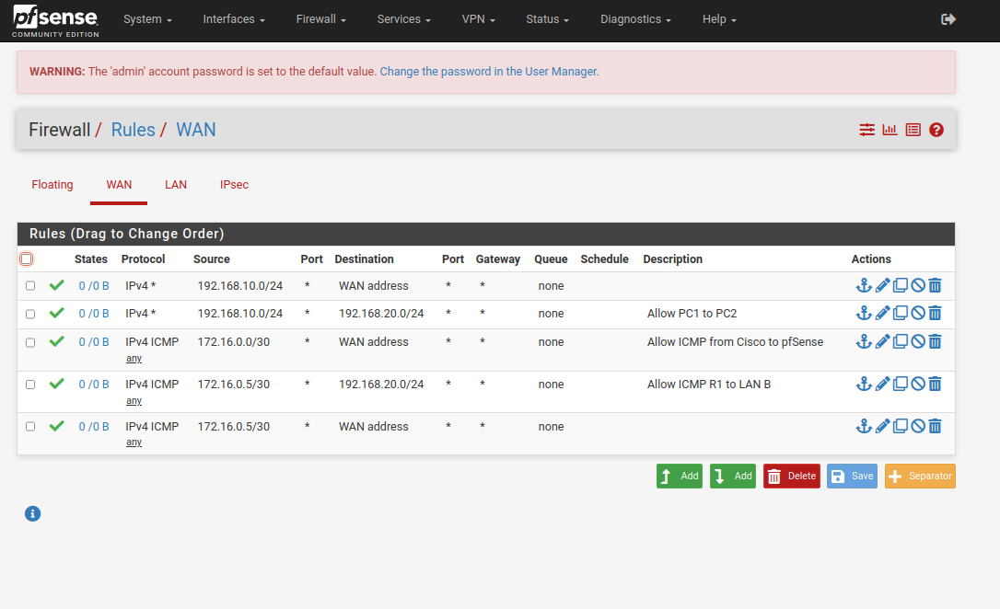 pfsense
COMMUNITY EDITION
System Interfaces Firewall Services VPN Status Diagnostics Help
WARNING: The 'admin' account password is set to the default value. Change the password in the User Manager.
Firewall / Rules / WAN
Floating WAN LAN IPsec
Rules (Drag to Change Order)
States Protocol Source Port Destination Port Gateway Queue Schedule Description Actions
0 /0 B IPv4 * 192.168.10.0/24 * WAN address * * none
0 /0 B IPv4 * 192.168.10.0/24 * 192.168.20.0/24 * * none Allow PC1 to PC2
0 /0 B IPv4 ICMP 172.16.0.0/30 * WAN address * * none Allow ICMP from Cisco to pfSense
any
0 /0 B IPv4 ICMP 172.16.0.5/30 * 192.168.20.0/24 * * none Allow ICMP R1 to LAN B
any
0 /0 B IPv4 ICMP 172.16.0.5/30 * WAN address * * none
any
Add Add Delete Save Separator